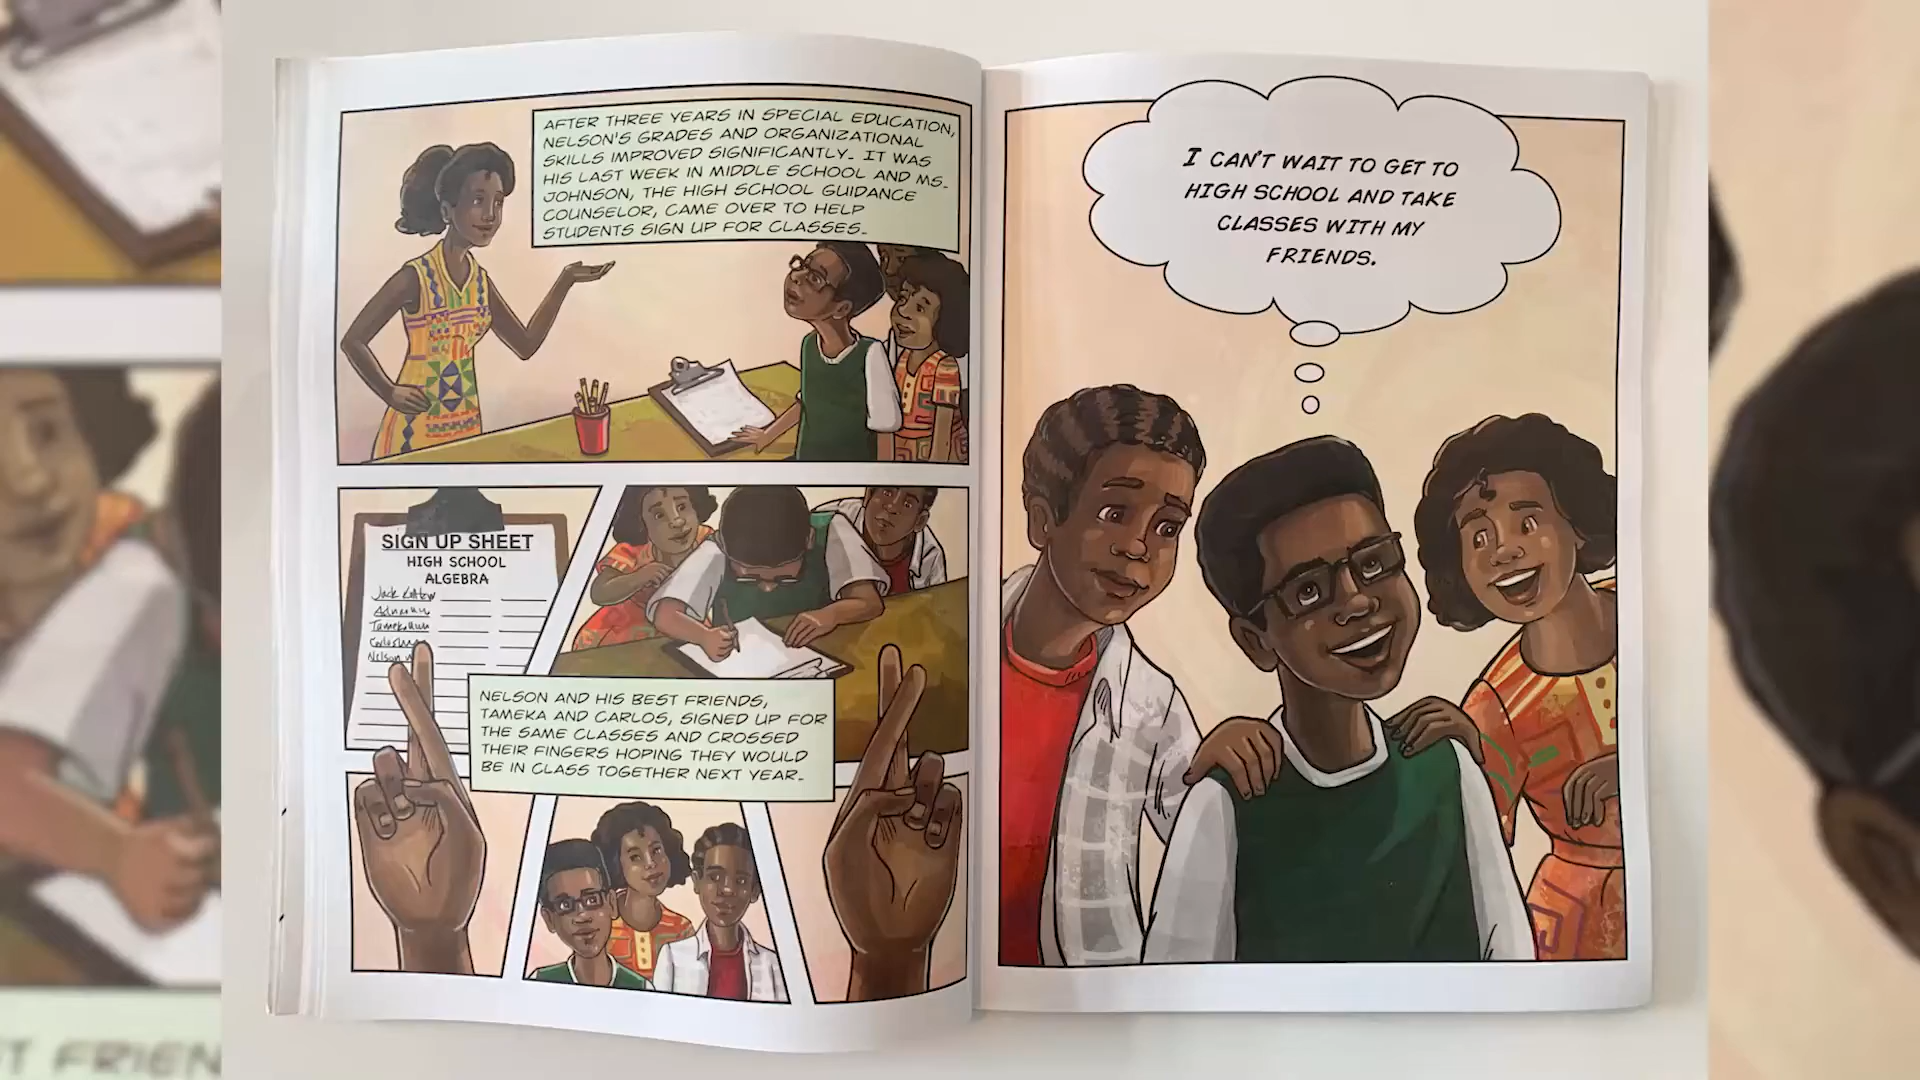 AFTER THREE YEARS IN SPECIAL EDUCATION,
NELSON'S GRADES AND ORGANIZATIONAL
SKILLS IMPROVED SIGNIFICANTLY. IT WAS
HIS LAST WEEK IN MIDDLE SCHOOL AND MS.
JOHNSON, THE HIGH SCHOOL GUIDANCE
COUNSELOR, CAME OVER TO HELP
STUDENTS SIGN UP FOR CLASSES.
SIGN UP SHEET
HIGH SCHOOL
ALGEBRA
Jack
Nelson
NELSON AND HIS BEST FRIENDS,
TAMEKA AND CARLOS, SIGNED UP FOR
THE SAME CLASSES AND CROSSED
THEIR FINGERS HOPING THEY WOULD
BE IN CLASS TOGETHER NEXT YEAR.
I CAN'T WAIT TO GET TO
HIGH SCHOOL AND TAKE
CLASSES WITH MY
FRIENDS.